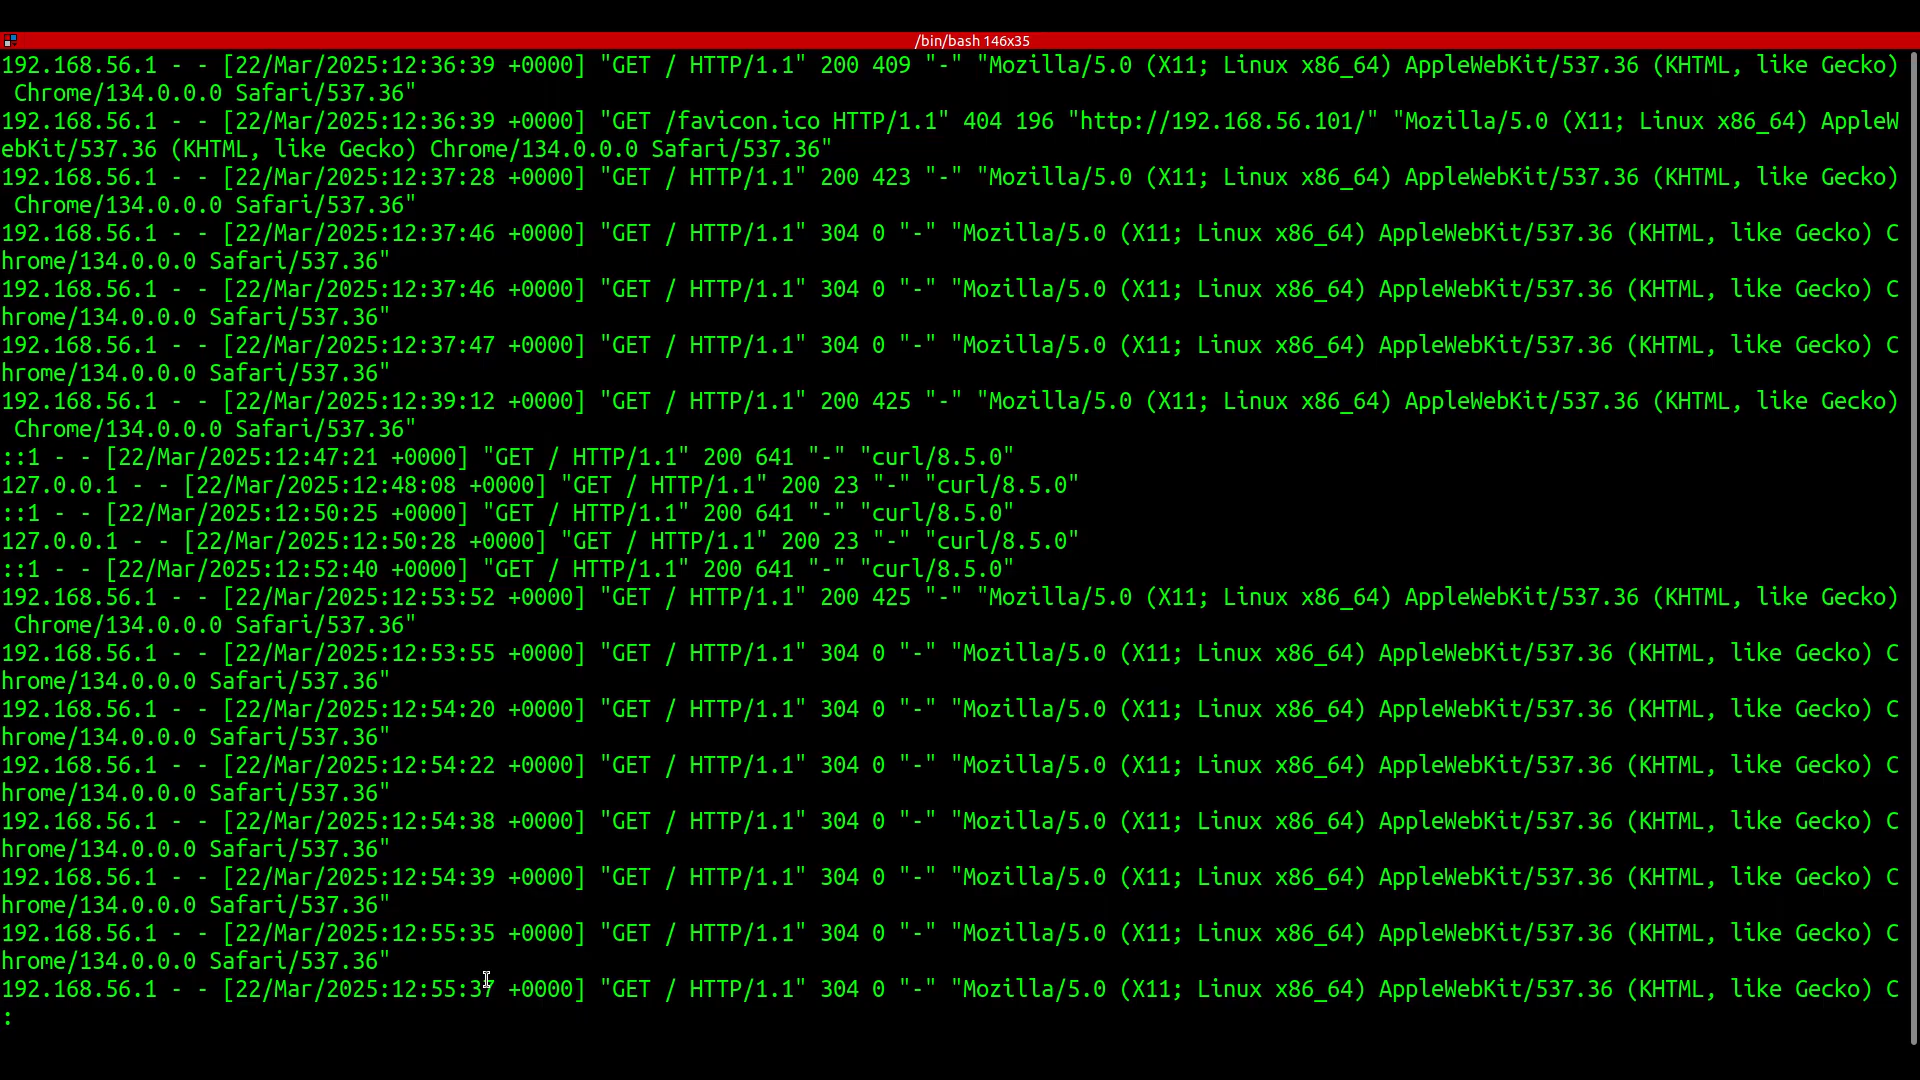 /bin/bash 146x35
192.168.56.1 - - [22/Mar/2025:12:36:39 +0000] "GET / HTTP/1.1" 200 409 "-" "Mozilla/5.0 (X11; Linux x86_64) AppleWebKit/537.36 (KHTML, like Gecko)
 Chrome/134.0.0.0 Safari/537.36"
192.168.56.1 - - [22/Mar/2025:12:36:39 +0000] "GET /favicon.ico HTTP/1.1" 404 196 "http://192.168.56.101/" "Mozilla/5.0 (X11; Linux x86_64) AppleW
ebKit/537.36 (KHTML, like Gecko) Chrome/134.0.0.0 Safari/537.36"
192.168.56.1 - - [22/Mar/2025:12:37:28 +0000] "GET / HTTP/1.1" 200 423 "-" "Mozilla/5.0 (X11; Linux x86_64) AppleWebKit/537.36 (KHTML, like Gecko)
 Chrome/134.0.0.0 Safari/537.36"
192.168.56.1 - - [22/Mar/2025:12:37:46 +0000] "GET / HTTP/1.1" 304 0 "-" "Mozilla/5.0 (X11; Linux x86_64) AppleWebKit/537.36 (KHTML, like Gecko) C
hrome/134.0.0.0 Safari/537.36"
192.168.56.1 - - [22/Mar/2025:12:37:46 +0000] "GET / HTTP/1.1" 304 0 "-" "Mozilla/5.0 (X11; Linux x86_64) AppleWebKit/537.36 (KHTML, like Gecko) C
hrome/134.0.0.0 Safari/537.36"
192.168.56.1 - - [22/Mar/2025:12:37:47 +0000] "GET / HTTP/1.1" 304 0 "-" "Mozilla/5.0 (X11; Linux x86_64) AppleWebKit/537.36 (KHTML, like Gecko) C
hrome/134.0.0.0 Safari/537.36"
192.168.56.1 - - [22/Mar/2025:12:39:12 +0000] "GET / HTTP/1.1" 200 425 "-" "Mozilla/5.0 (X11; Linux x86_64) AppleWebKit/537.36 (KHTML, like Gecko)
 Chrome/134.0.0.0 Safari/537.36"
::1 - - [22/Mar/2025:12:47:21 +0000] "GET / HTTP/1.1" 200 641 "-" "curl/8.5.0"
127.0.0.1 - - [22/Mar/2025:12:48:08 +0000] "GET / HTTP/1.1" 200 23 "-" "curl/8.5.0"
::1 - - [22/Mar/2025:12:50:25 +0000] "GET / HTTP/1.1" 200 641 "-" "curl/8.5.0"
127.0.0.1 - - [22/Mar/2025:12:50:28 +0000] "GET / HTTP/1.1" 200 23 "-" "curl/8.5.0"
::1 - - [22/Mar/2025:12:52:40 +0000] "GET / HTTP/1.1" 200 641 "-" "curl/8.5.0"
192.168.56.1 - - [22/Mar/2025:12:53:52 +0000] "GET / HTTP/1.1" 200 425 "-" "Mozilla/5.0 (X11; Linux x86_64) AppleWebKit/537.36 (KHTML, like Gecko)
 Chrome/134.0.0.0 Safari/537.36"
192.168.56.1 - - [22/Mar/2025:12:53:55 +0000] "GET / HTTP/1.1" 304 0 "-" "Mozilla/5.0 (X11; Linux x86_64) AppleWebKit/537.36 (KHTML, like Gecko) C
hrome/134.0.0.0 Safari/537.36"
192.168.56.1 - - [22/Mar/2025:12:54:20 +0000] "GET / HTTP/1.1" 304 0 "-" "Mozilla/5.0 (X11; Linux x86_64) AppleWebKit/537.36 (KHTML, like Gecko) C
hrome/134.0.0.0 Safari/537.36"
192.168.56.1 - - [22/Mar/2025:12:54:22 +0000] "GET / HTTP/1.1" 304 0 "-" "Mozilla/5.0 (X11; Linux x86_64) AppleWebKit/537.36 (KHTML, like Gecko) C
hrome/134.0.0.0 Safari/537.36"
192.168.56.1 - - [22/Mar/2025:12:54:38 +0000] "GET / HTTP/1.1" 304 0 "-" "Mozilla/5.0 (X11; Linux x86_64) AppleWebKit/537.36 (KHTML, like Gecko) C
hrome/134.0.0.0 Safari/537.36"
192.168.56.1 - - [22/Mar/2025:12:54:39 +0000] "GET / HTTP/1.1" 304 0 "-" "Mozilla/5.0 (X11; Linux x86_64) AppleWebKit/537.36 (KHTML, like Gecko) C
hrome/134.0.0.0 Safari/537.36"
192.168.56.1 - - [22/Mar/2025:12:55:35 +0000] "GET / HTTP/1.1" 304 0 "-" "Mozilla/5.0 (X11; Linux x86_64) AppleWebKit/537.36 (KHTML, like Gecko) C
hrome/134.0.0.0 Safari/537.36"
192.168.56.1 - - [22/Mar/2025:12:55:37 +0000] "GET / HTTP/1.1" 304 0 "-" "Mozilla/5.0 (X11; Linux x86_64) AppleWebKit/537.36 (KHTML, like Gecko) C
: